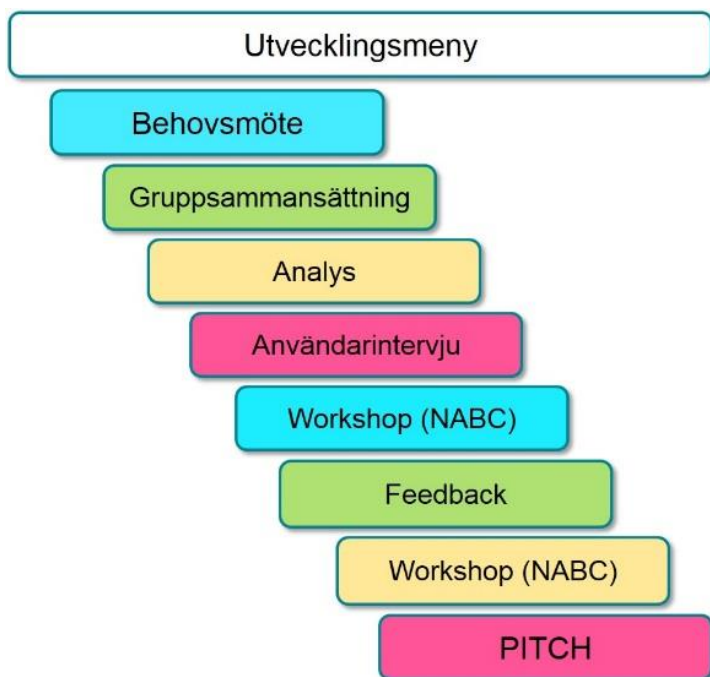 Utvecklingsmeny
Behovsmöte
Gruppsammansättning
Analys
Användarintervju
Workshop (NABC)
Feedback
Workshop (NABC)
PITCH